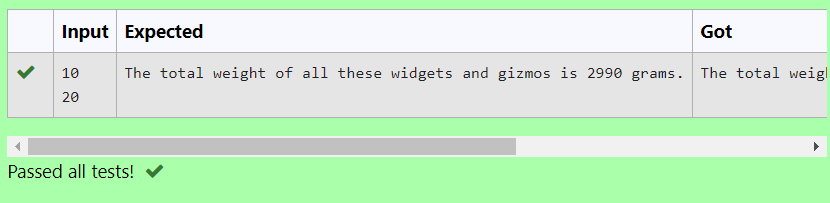 Input Expected Got
10 The total weight of all these widgets and gizmos is 2990 grams. The total weigh
20
Passed all tests!